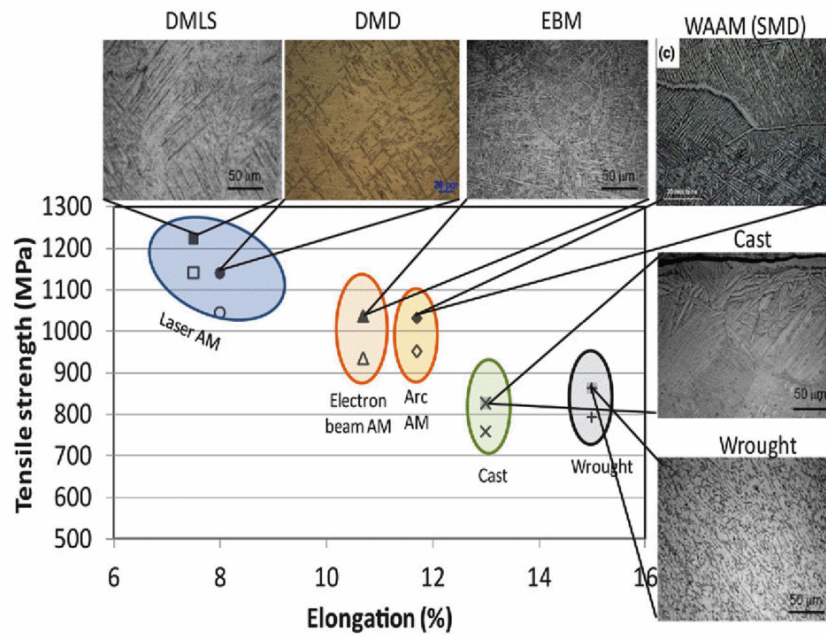 DMLS
DMD
EBM
WAAM (SMD)
(c)
50 µm
50 µm
1300
1200
1100
1000
900
800
700
600
500
Tensile strength (MPa)
Laser AM
Electron
beam AM
Arc
AM
Cast
Wrought
6
8
10
12
14
16
Elongation (%)
Cast
50 µm
Wrought
50 µm